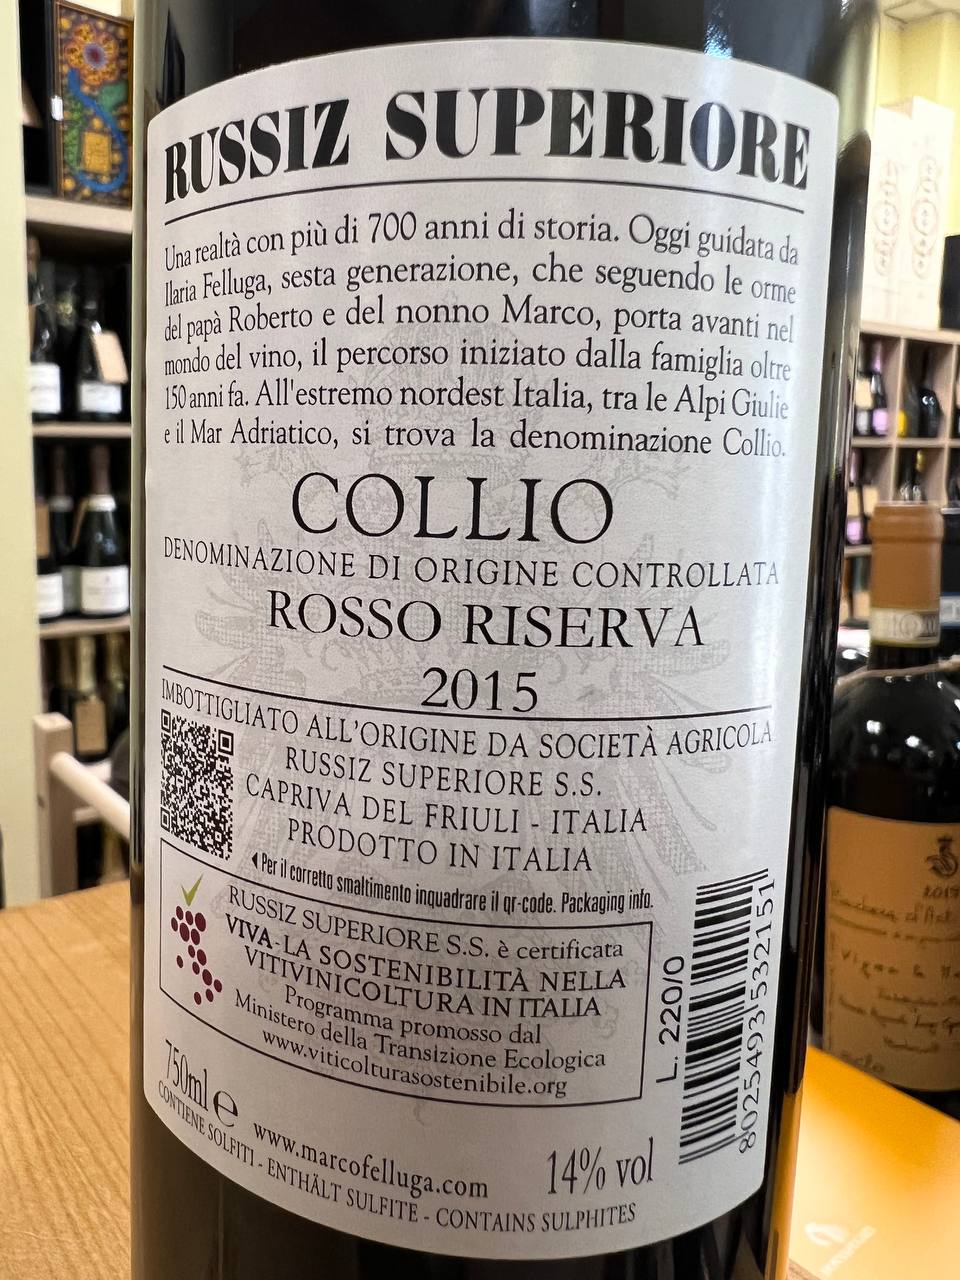 RUSSIZ SUPERIORE
Una realtà con più di 700 anni di storia. Oggi guidata da
Ilaria Felluga, sesta generazione, che seguendo le orme
del papà Roberto e del nonno Marco, porta avanti nel
mondo del vino, il percorso iniziato dalla famiglia oltre
150 anni fa. All'estremo nordest Italia, tra le Alpi Giulie
e il Mar Adriatico, si trova la denominazione Collio.
COLLIO
DENOMINAZIONE DI ORIGINE CONTROLLATA
ROSSO RISERVA
2015
IMBOTTIGLIATO ALL'ORIGINE DA SOCIETÀ AGRICOLA
RUSSIZ SUPERIORE S.S.
CAPRIVA DEL FRIULI - ITALIA
PRODOTTO IN ITALIA
Per il corretto smaltimento inquadrare il qr-code. Packaging info.
RUSSIZ SUPERIORE S.S. è certificata
VIVA-LA SOSTENIBILITÀ NELLA
VITIVINICOLTURA IN ITALIA
Programma promosso dal
Ministero della Transizione Ecologica
www.viticolturasostenibile.org
L. 220/0
8025493532151
750ml e
www.marcofelluga.com
14% vol
CONTIENE SOLFITI - ENTHÄLT SULFITE - CONTAINS SULPHITES